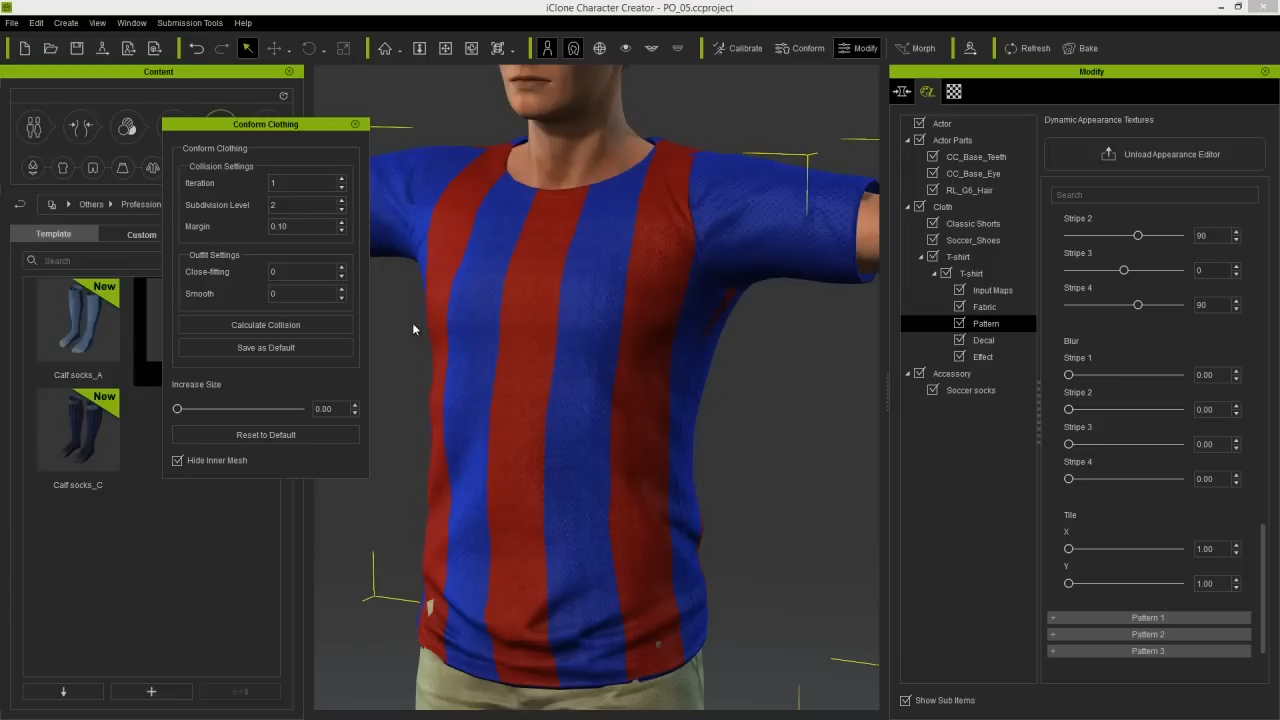 iClone Character Creator - PO_05.ccproject
File Edit Create View Window Submission Tools Help
Calibrate Conform Modify Morph Refresh Bake
Content
Others Profession
Template Custom
Search
New
Calf socks_A
New
Calf socks_C
Conform Clothing
Conform Clothing
Collision Settings
Iteration 1
Subdivision Level 2
Margin 0.10
Outfit Settings
Close-fitting 0
Smooth 0
Calculate Collision
Save as Default
Increase Size
0.00
Reset to Default
Hide Inner Mesh
Modify
Actor
Actor Parts
CC_Base_Teeth
CC_Base_Eye
RL_G6_Hair
Cloth
Classic Shorts
Soccer_Shoes
T-shirt
T-shirt
Input Maps
Fabric
Pattern
Decal
Effect
Accessory
Soccer socks
Show Sub Items
Dynamic Appearance Textures
Unload Appearance Editor
Search
Stripe 2
90
Stripe 3
0
Stripe 4
90
Blur
Stripe 1
0.00
Stripe 2
0.00
Stripe 3
0.00
Stripe 4
0.00
Tile
X
1.00
Y
1.00
+ Pattern 1
+ Pattern 2
+ Pattern 3